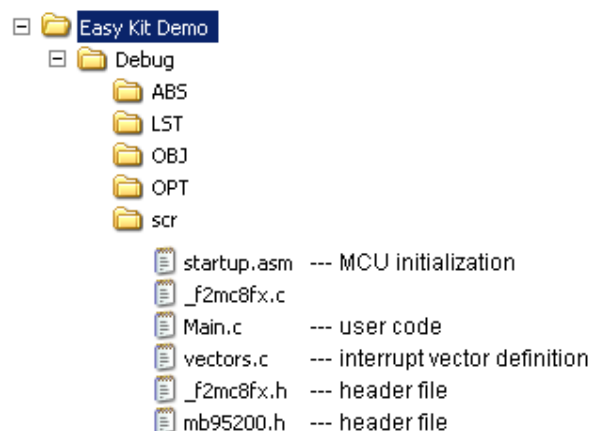 Easy Kit Demo
Debug
ABS
LST
OBJ
OPT
scr
startup.asm --- MCU initialization
_f2mc8fx.c
Main.c --- user code
vectors.c --- interrupt vector definition
_f2mc8fx.h --- header file
mb95200.h --- header file